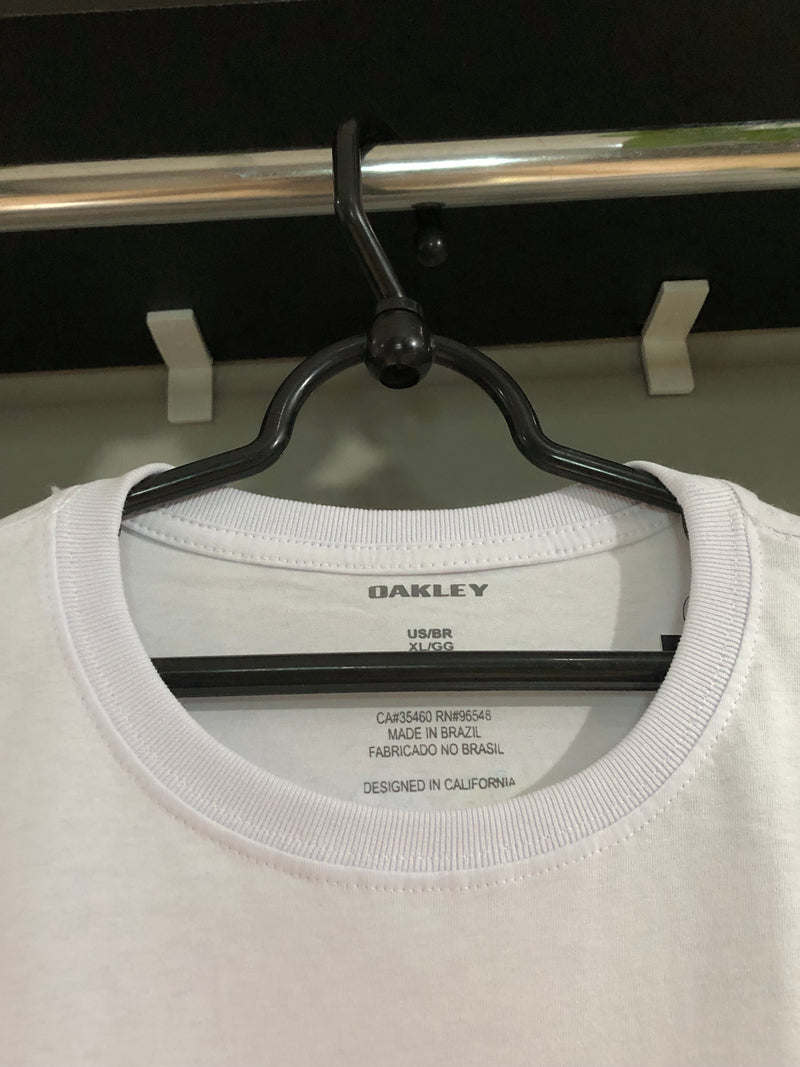 OAKLEY
US/BR
XL/GG
CA#35460 RN#96548
MADE IN BRAZIL
FABRICADO NO BRASIL
DESIGNED IN CALIFORNIA